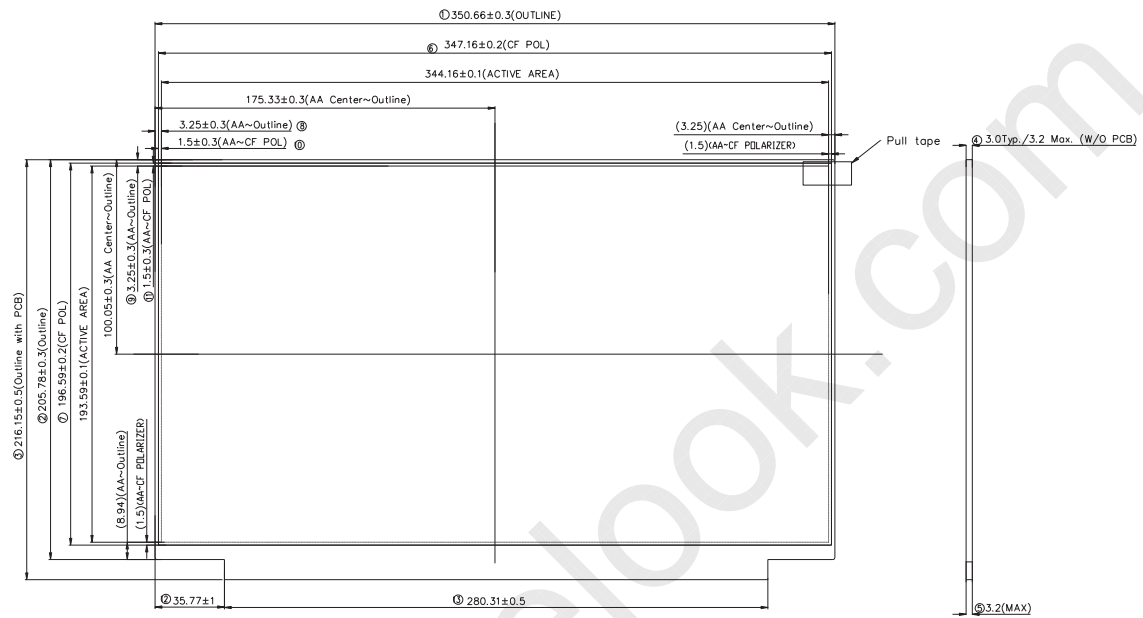 ①350.66±0.3(OUTLINE)
⑥ 347.16±0.2(CF POL)
344.16±0.1(ACTIVE AREA)
175.33±0.3(AA Center~Outline)
3.25±0.3(AA~Outline) ⑧
(3.25)(AA Center~Outline)
1.5±0.3(AA~CF POL) ⓪
(1.5)(AA~CF POLARIZER)
Pull tape
④ 3.0Typ./3.2 Max. (W/O PCB)
③216.15±0.5(Outline with PCB)
②205.78±0.3(Outline)
⑦ 196.59±0.2(CF POL)
193.59±0.1(ACTIVE AREA)
100.05±0.3(AA Center~Outline)
⑨ 3.25±0.3(AA~Outline)
⑪ 1.5±0.3(AA~CF POL)
(8.94)(AA~Outline)
(1.5)(AA~CF POLARIZER)
②35.77±1
③ 280.31±0.5
⑤3.2(MAX)
elook.com